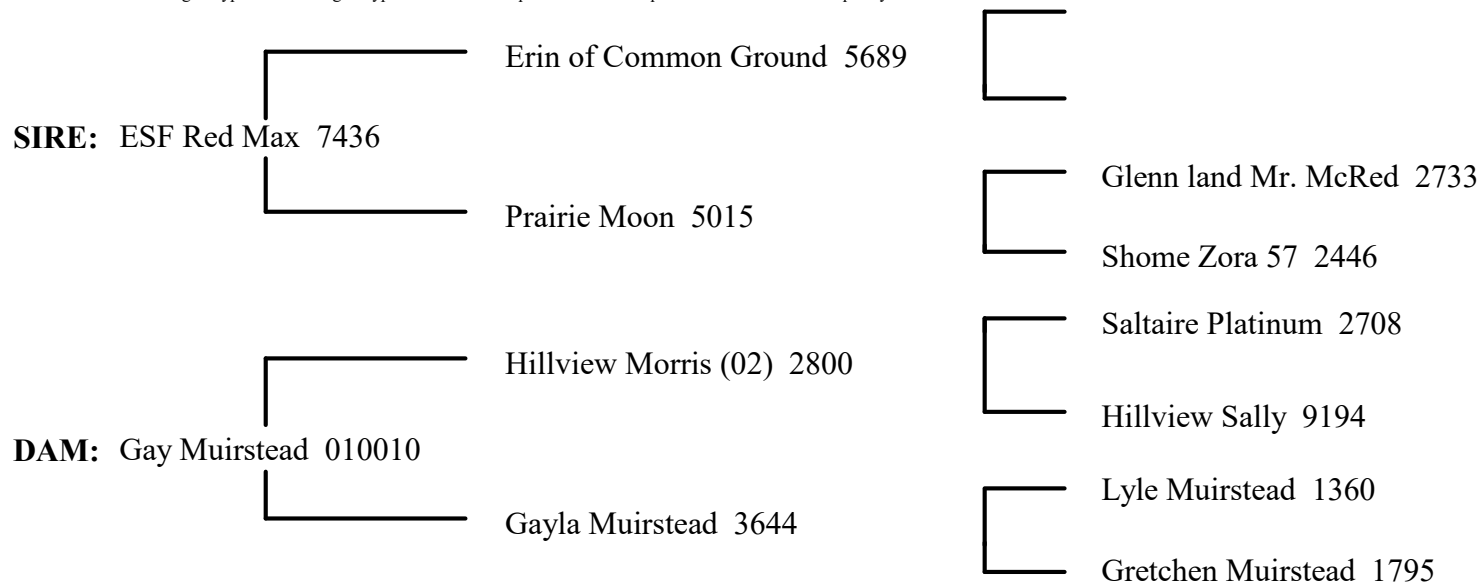 Erin of Common Ground 5689
SIRE: ESF Red Max 7436
Glenn land Mr. McRed 2733
Prairie Moon 5015
Shome Zora 57 2446
Saltaire Platinum 2708
Hillview Morris (02) 2800
Hillview Sally 9194
DAM: Gay Muirstead 010010
Lyle Muirstead 1360
Gayla Muirstead 3644
Gretchen Muirstead 1795